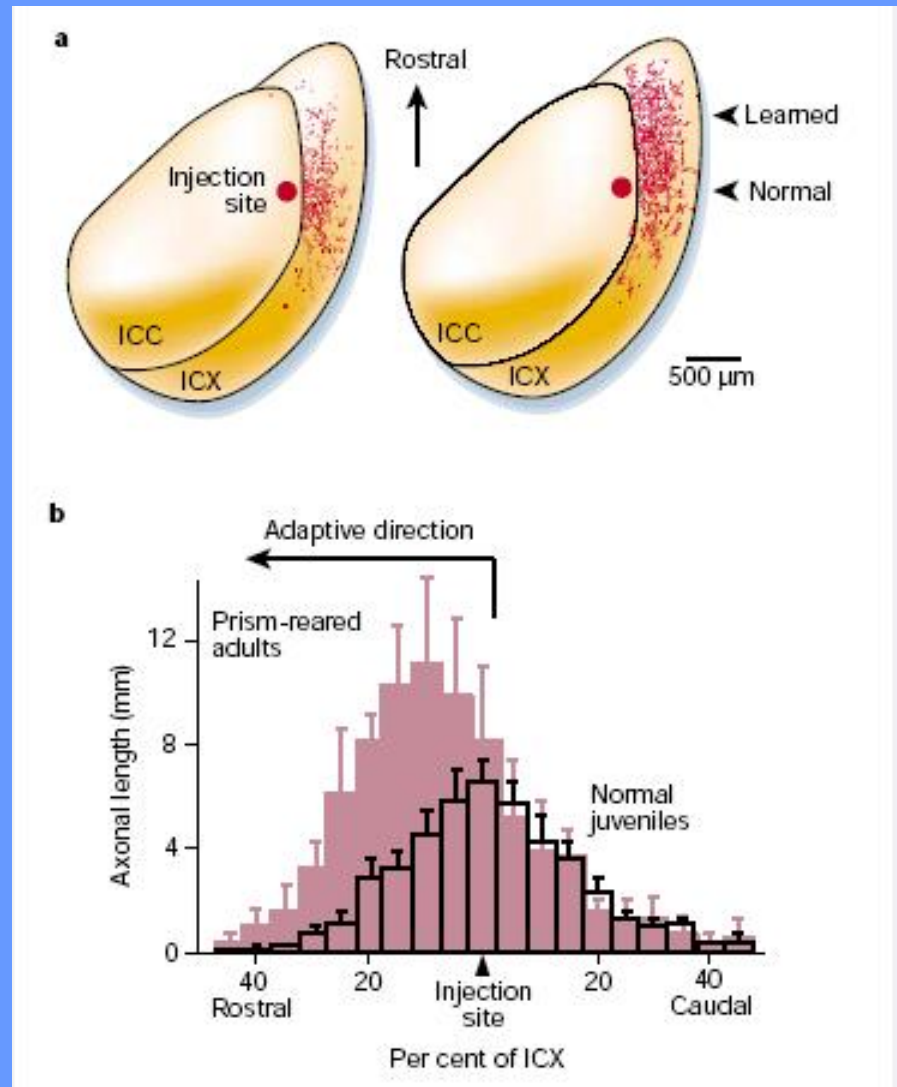 a
Rostral
Learned
Injection
site
Normal
ICC
ICX
ICC
ICX
500 µm
b
Adaptive direction
Prism-reared
adults
Normal
juveniles
Axonal length (mm)
12
8
4
0
40
20
20
40
Rostral
Injection
site
Caudal
Per cent of ICX